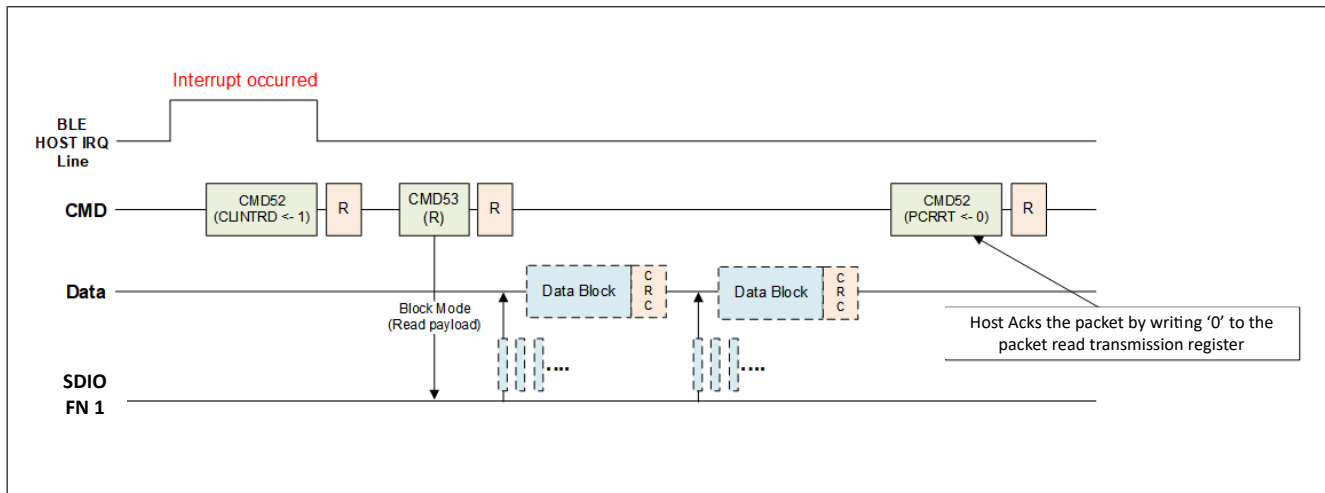 Interrupt occurred
BLE
HOST IRQ
Line
CMD
CMD52
(CLINTRD <- 1)
R
CMD53
(R)
R
CMD52
(PCRRT <- 0)
R
Data
Block Mode
(Read payload)
Data Block
C
R
C
Data Block
C
R
C
Host Acks the packet by writing ‘0’ to the
packet read transmission register
....
....
SDIO
FN 1